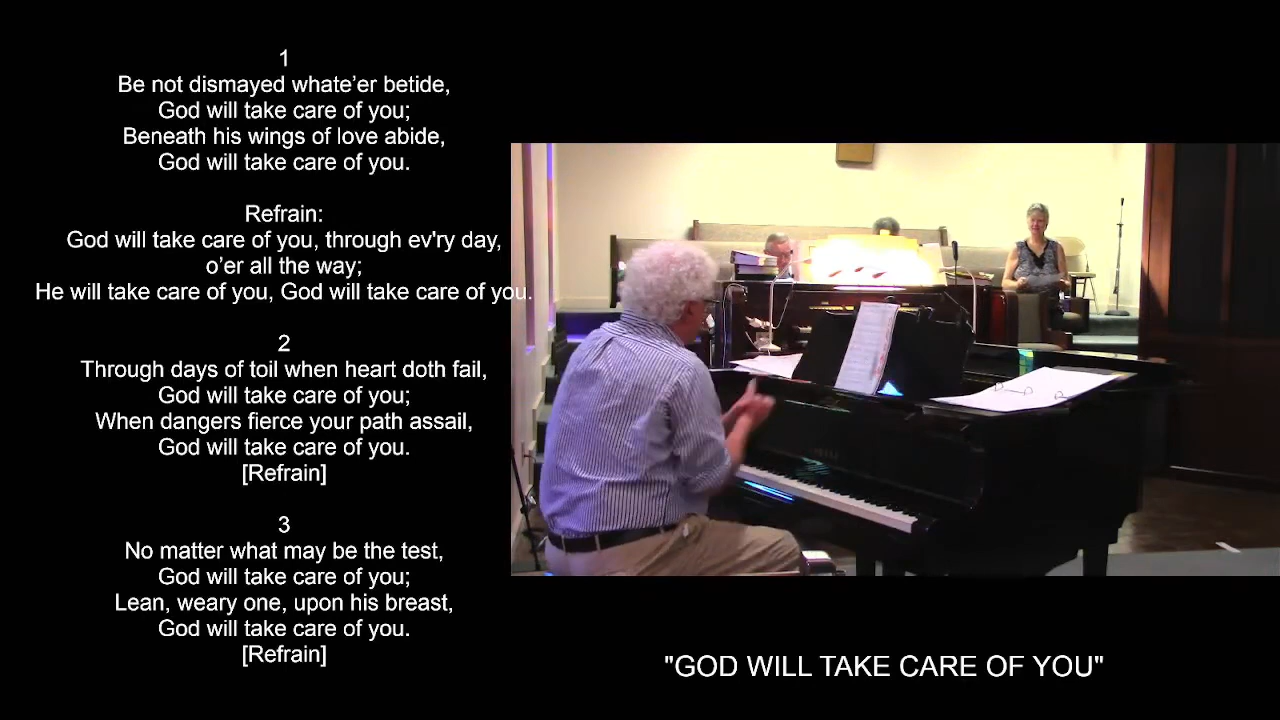 1
Be not dismayed whate’er betide,
God will take care of you;
Beneath his wings of love abide,
God will take care of you.
Refrain:
God will take care of you, through ev'ry day,
o’er all the way;
He will take care of you, God will take care of you.
2
Through days of toil when heart doth fail,
God will take care of you;
When dangers fierce your path assail,
God will take care of you.
[Refrain]
3
No matter what may be the test,
God will take care of you;
Lean, weary one, upon his breast,
God will take care of you.
[Refrain]
"GOD WILL TAKE CARE OF YOU"